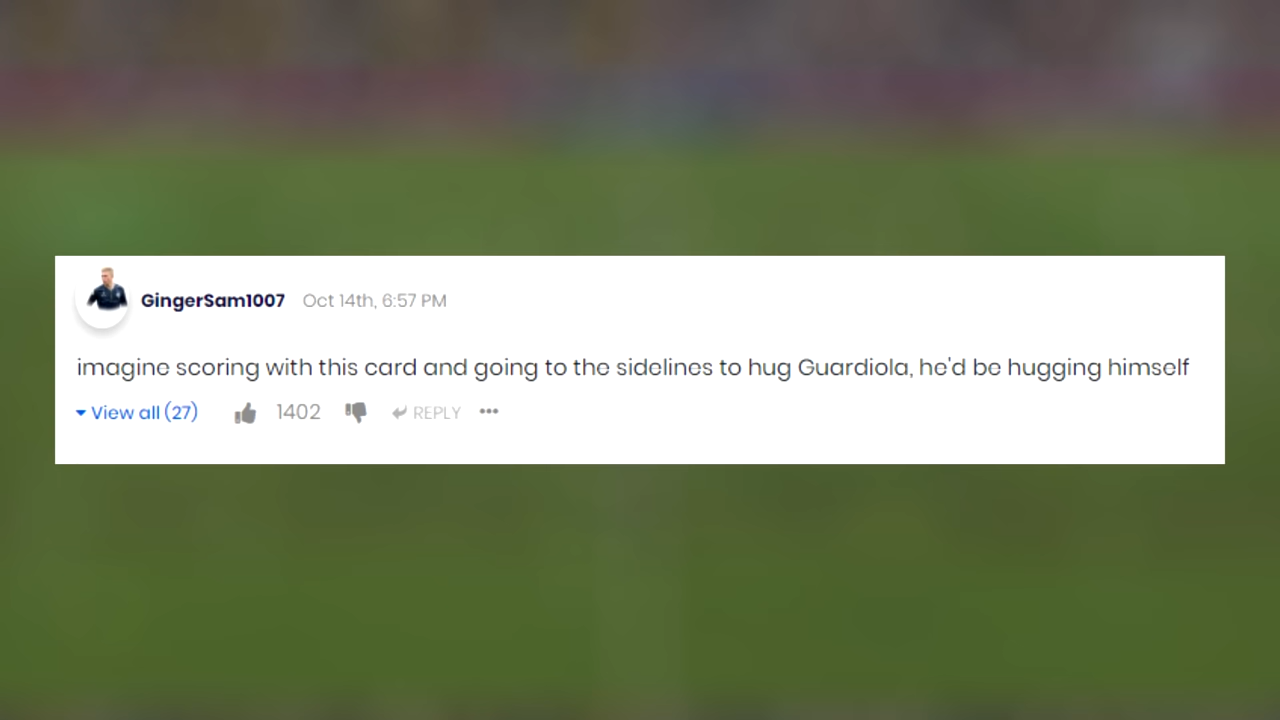 GingerSam1007 Oct 14th, 6:57 PM
imagine scoring with this card and going to the sidelines to hug Guardiola, he'd be hugging himself
View all (27) 1402 REPLY •••